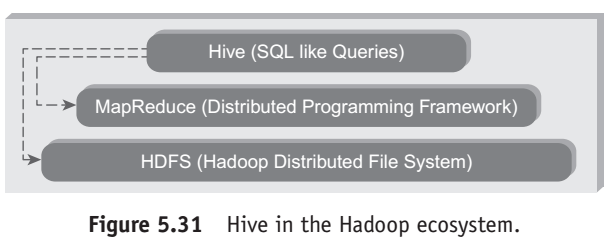 Hive (SQL like Queries)
MapReduce (Distributed Programming Framework)
HDFS (Hadoop Distributed File System)
Figure 5.31 Hive in the Hadoop ecosystem.